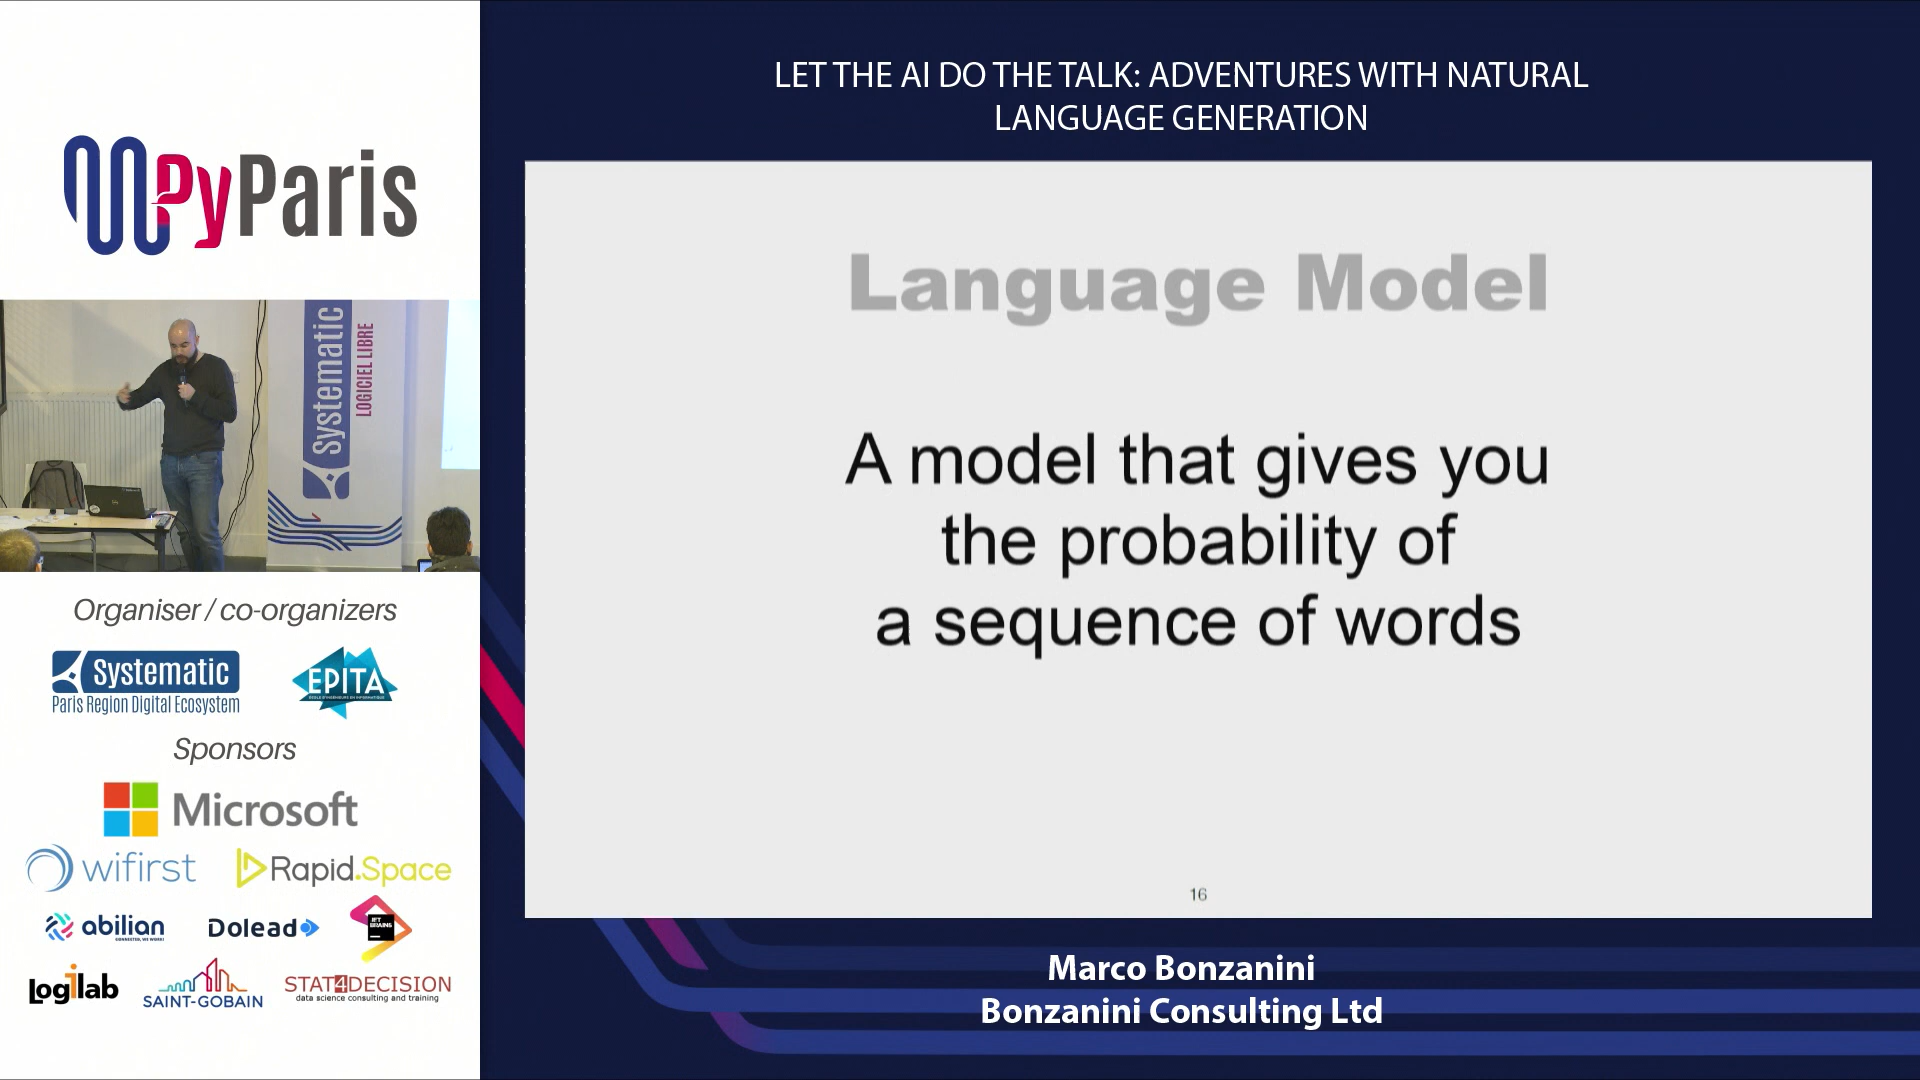 LET THE AI DO THE TALK: ADVENTURES WITH NATURAL
LANGUAGE GENERATION
PyParis
Systematic
LOGICIEL LIBRE
Language Model
A model that gives you
the probability of
a sequence of words
16
Organiser / co-organizers
Systematic
Paris Region Digital Ecosystem
EPITA
Sponsors
Microsoft
wifirst
Rapid.Space
abilian
CONNECTED, WE WORK!
Dolead
JET
BRAINS
Logilab
SAINT-GOBAIN
STAT4DECISION
data science consulting and training
Marco Bonzanini
Bonzanini Consulting Ltd